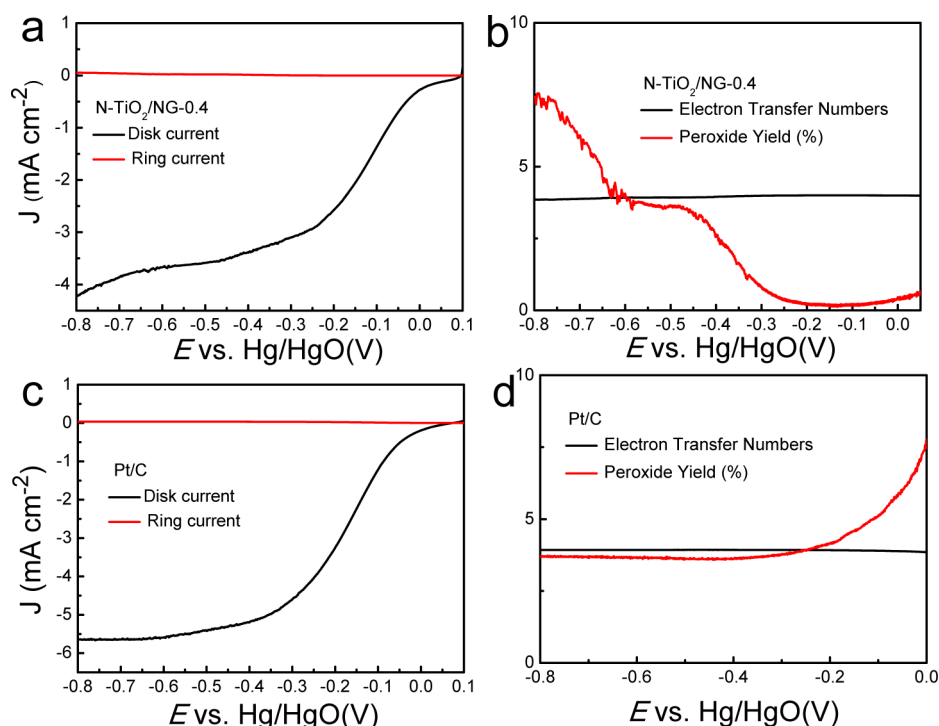 a
1
0
-1
-2
-3
-4
J (mA cm⁻²)
N-TiO₂/NG-0.4
Disk current
Ring current
-0.8 -0.7 -0.6 -0.5 -0.4 -0.3 -0.2 -0.1 0.0 0.1
E vs. Hg/HgO(V)
b
10
5
0
N-TiO₂/NG-0.4
Electron Transfer Numbers
Peroxide Yield (%)
-0.8 -0.7 -0.6 -0.5 -0.4 -0.3 -0.2 -0.1 0.0
E vs. Hg/HgO(V)
c
1
0
-1
-2
-3
-4
-5
-6
J (mA cm⁻²)
Pt/C
Disk current
Ring current
-0.8 -0.7 -0.6 -0.5 -0.4 -0.3 -0.2 -0.1 0.0 0.1
E vs. Hg/HgO(V)
d
10
5
0
Pt/C
Electron Transfer Numbers
Peroxide Yield (%)
-0.8 -0.6 -0.4 -0.2 0.0
E vs. Hg/HgO(V)